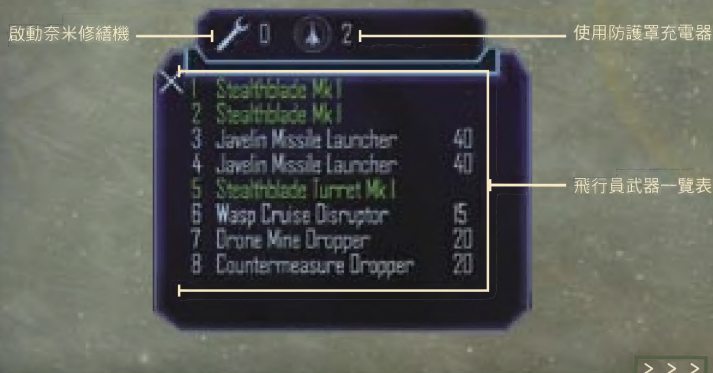 啟動奈米修繕機
0
2
使用防護罩充電器
1 Stealthblade Mk I
2 Stealthblade Mk I
3 Javelin Missile Launcher 40
4 Javelin Missile Launcher 40
5 Stealthblade Turret Mk I
6 Wasp Cruise Disruptor 15
7 Drone Mine Dropper 20
8 Countermeasure Dropper 20
飛行員武器一覽表
> > >